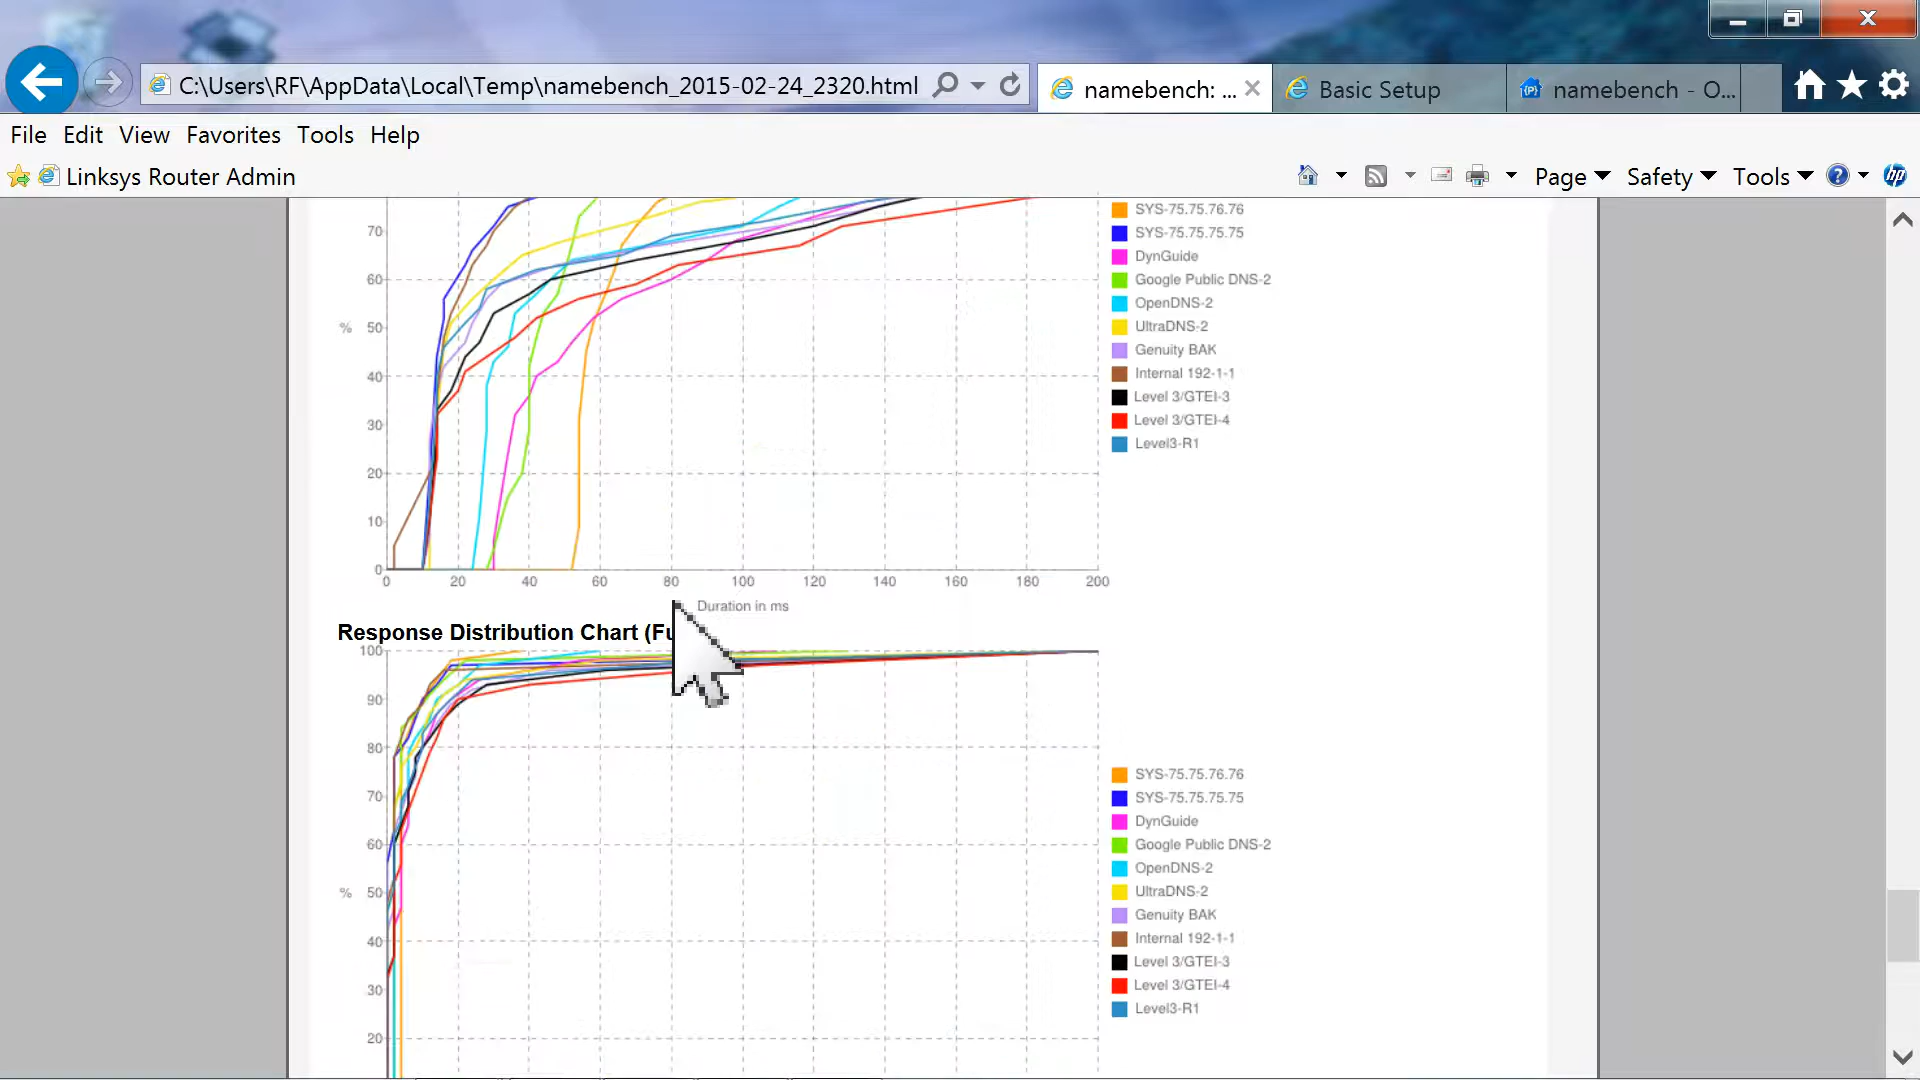 C:\Users\RF\AppData\Local\Temp\namebench_2015-02-24_2320.html
namebench: ...
Basic Setup
namebench - O...
File Edit View Favorites Tools Help
Linksys Router Admin
Page Safety Tools
70
60
%
50
40
30
20
10
0
0 20 40 60 80 100 120 140 160 180 200
Duration in ms
SYS-75.75.76.76
SYS-75.75.75.75
DynGuide
Google Public DNS-2
OpenDNS-2
UltraDNS-2
Genuity BAK
Internal 192-1-1
Level 3/GTEI-3
Level 3/GTEI-4
Level3-R1
Response Distribution Chart (Fu
100
90
80
70
60
%
50
40
30
20
SYS-75.75.76.76
SYS-75.75.75.75
DynGuide
Google Public DNS-2
OpenDNS-2
UltraDNS-2
Genuity BAK
Internal 192-1-1
Level 3/GTEI-3
Level 3/GTEI-4
Level3-R1